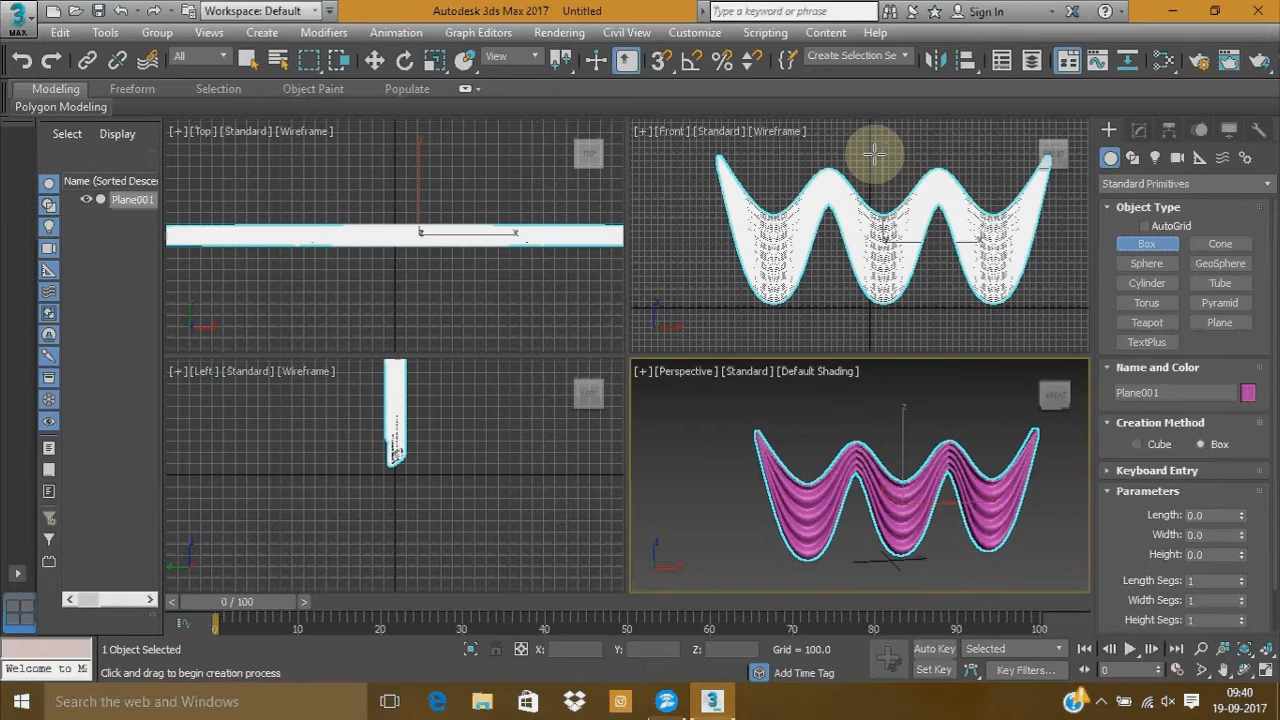 MAX
Workspace: Default
Autodesk 3ds Max 2017 Untitled
Type a keyword or phrase
Sign In
Edit Tools Group Views Create Modifiers Animation Graph Editors Rendering Civil View Customize Scripting Content Help
All
View
Create Selection Se
Modeling Freeform Selection Object Paint Populate
Polygon Modeling
Select Display
Name (Sorted Descen
Plane001
[+] [Top] [Standard] [Wireframe]
TOP
[+] [Front] [Standard] [Wireframe]
[+] [Left] [Standard] [Wireframe]
LEFT
[+] [Perspective] [Standard] [Default Shading]
FRONT
Standard Primitives
Object Type
AutoGrid
Box Cone
Sphere GeoSphere
Cylinder Tube
Torus Pyramid
Teapot Plane
TextPlus
Name and Color
Plane001
Creation Method
Cube Box
Keyboard Entry
Parameters
Length: 0.0
Width: 0.0
Height: 0.0
Length Segs: 1
Width Segs: 1
Height Segs: 1
0 / 100
0 10 20 30 40 50 60 70 80 90 100
1 Object Selected
X: Y: Z: Grid = 100.0
Auto Key Selected
Welcome to M
Click and drag to begin creation process
Add Time Tag
Set Key Key Filters...
0
Search the web and Windows
09:40
19-09-2017